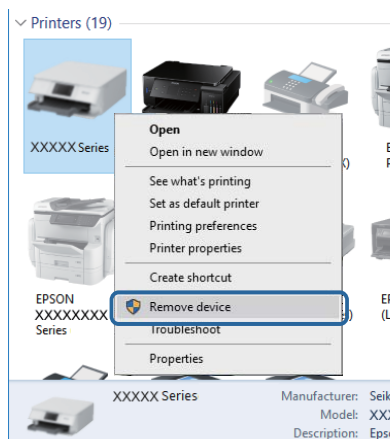 Printers (19)
XXXXX Series
Open
Open in new window
See what's printing
Set as default printer
Printing preferences
Printer properties
Create shortcut
Remove device
Troubleshoot
Properties
EPSON
XXXXXXXX
Series
XXXXX Series
Manufacturer:
Model:
Description: